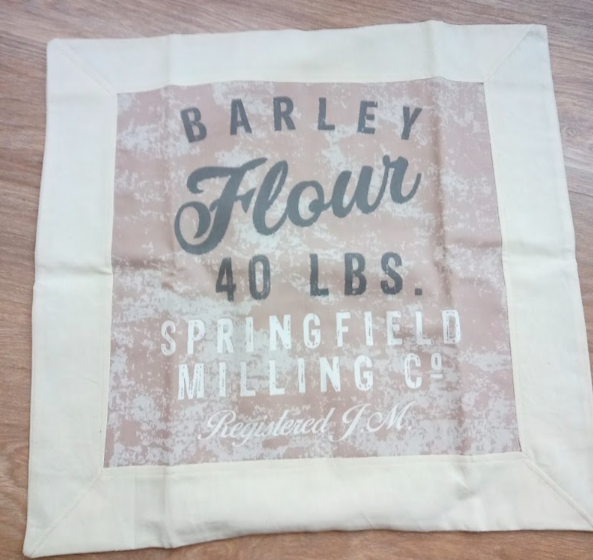 BARLEY
Flour
40 LBS.
SPRINGFIELD
MILLING Cº
Registered J.M.